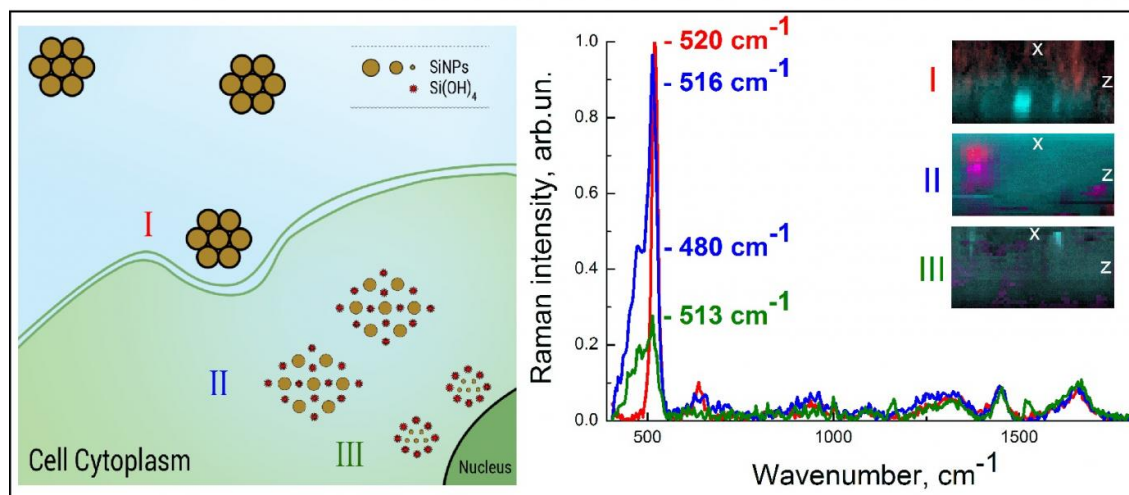 SiNPs
Si(OH)₄
I
II
III
Cell Cytoplasm
Nucleus
Raman intensity, arb.un.
1.0
0.8
0.6
0.4
0.2
0.0
- 520 cm⁻¹
- 516 cm⁻¹
- 480 cm⁻¹
- 513 cm⁻¹
500
1000
1500
Wavenumber, cm⁻¹
I
X
Z
II
X
Z
III
X
Z